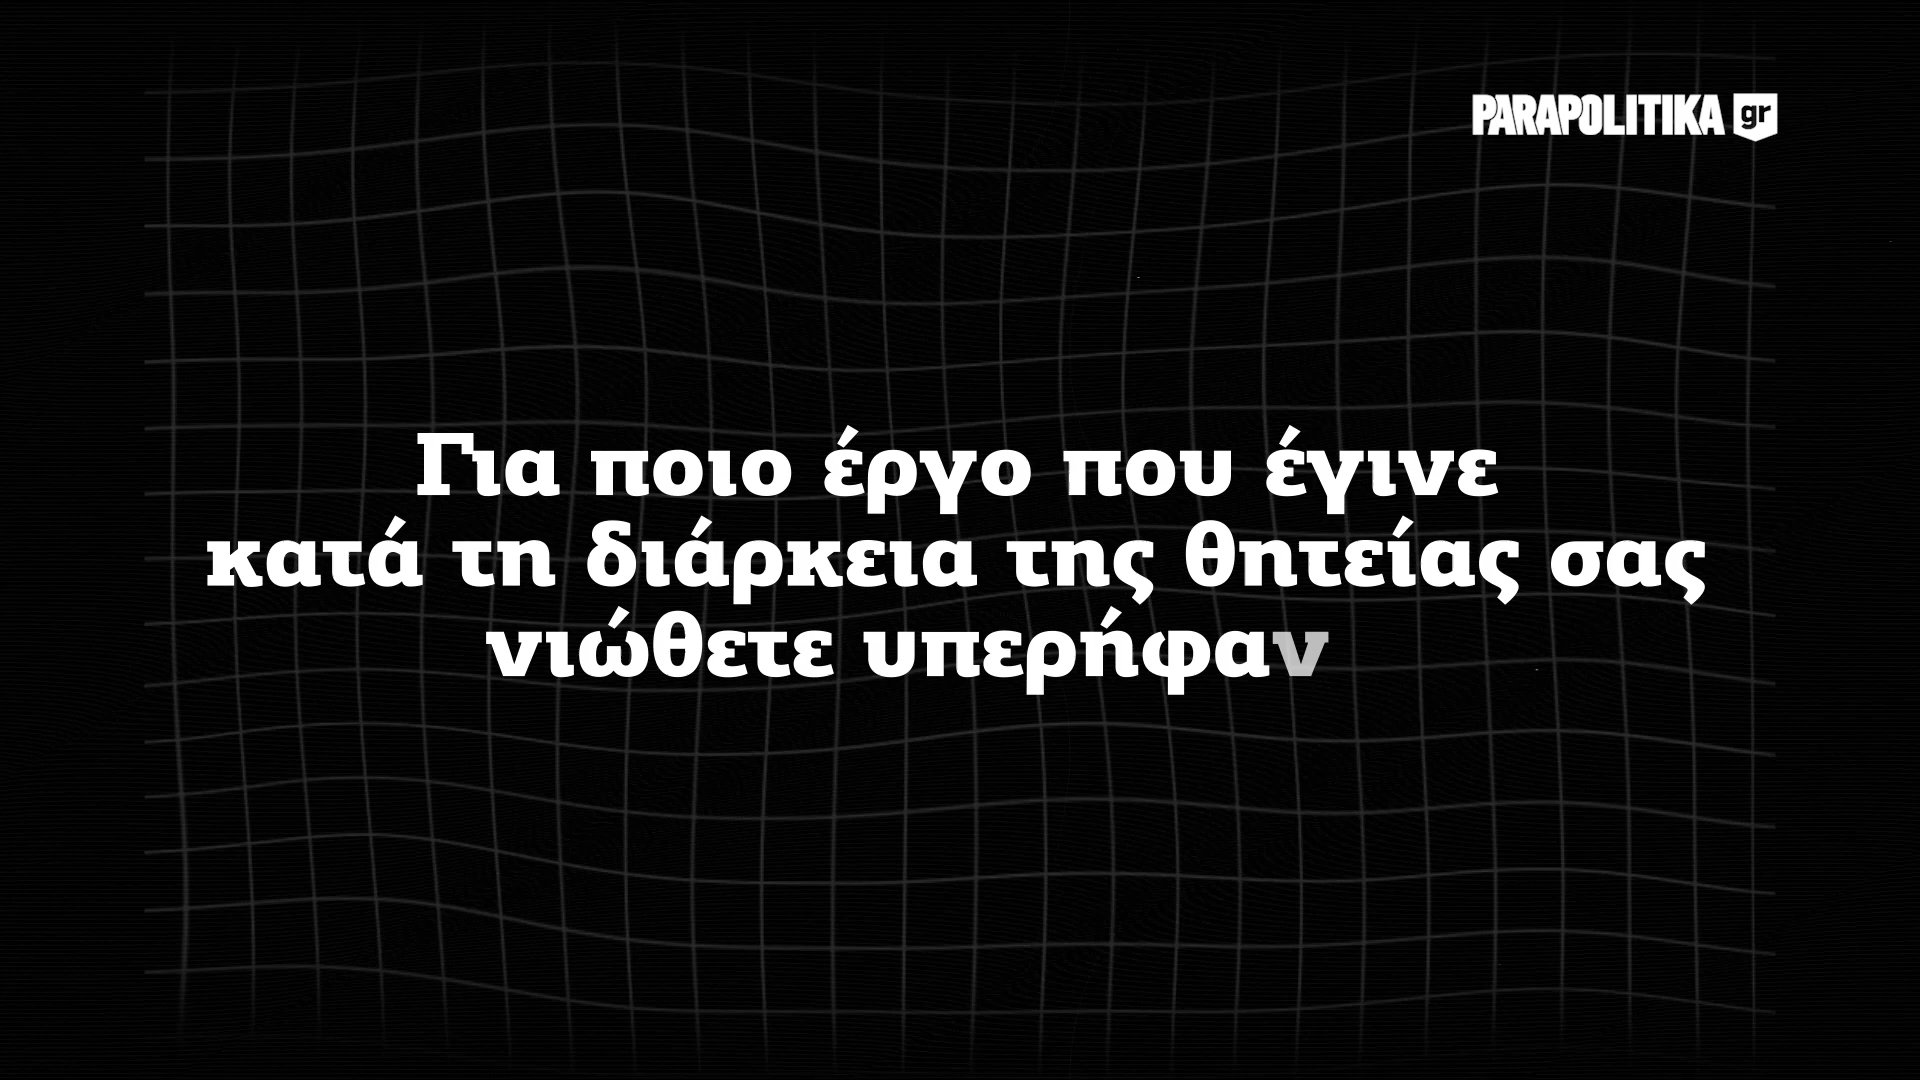 PARAPOLITIKA gr
Για ποιο έργο που έγινε
κατά τη διάρκεια της θητείας σας
νιώθετε υπερήφαν